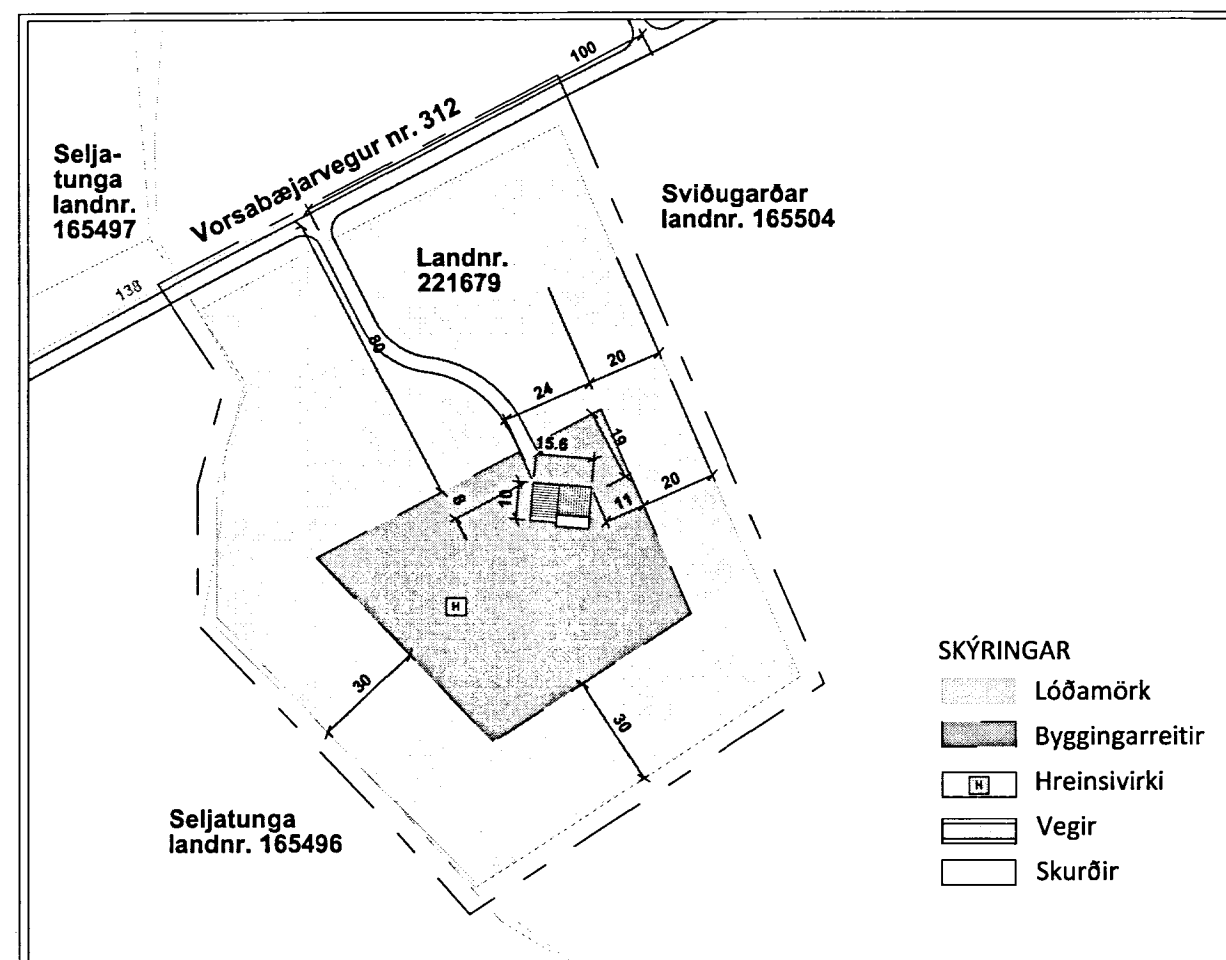 100
Vorsabæjarvegur nr. 312
Selja-
tunga
landnr.
165497
Sviðugarðar
landnr. 165504
Landnr.
221679
138
80
20
24
19
15.6
8
10
11
20
30
30
H
Seljatunga
landnr. 165496
SKÝRINGAR
Lóðamörk
Byggingarreitir
H
Hreinsivirki
Vegir
Skurðir